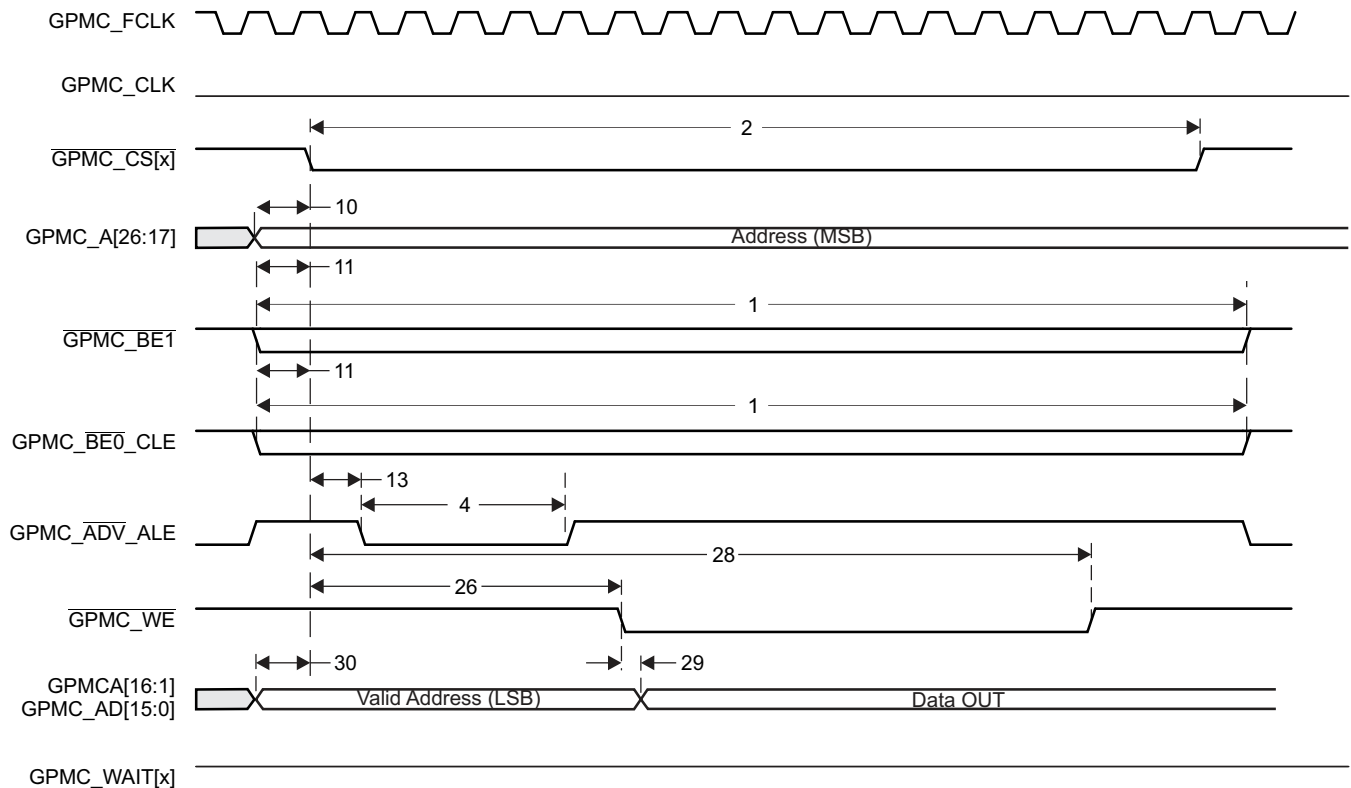 GPMC_FCLK
GPMC_CLK
2
GPMC_CS[x]
10
GPMC_A[26:17]
Address (MSB)
11
1
GPMC_BE1
11
1
GPMC_BE0_CLE
13
4
GPMC_ADV_ALE
28
26
GPMC_WE
30
29
GPMCA[16:1]
GPMC_AD[15:0]
Valid Address (LSB)
Data OUT
GPMC_WAIT[x]